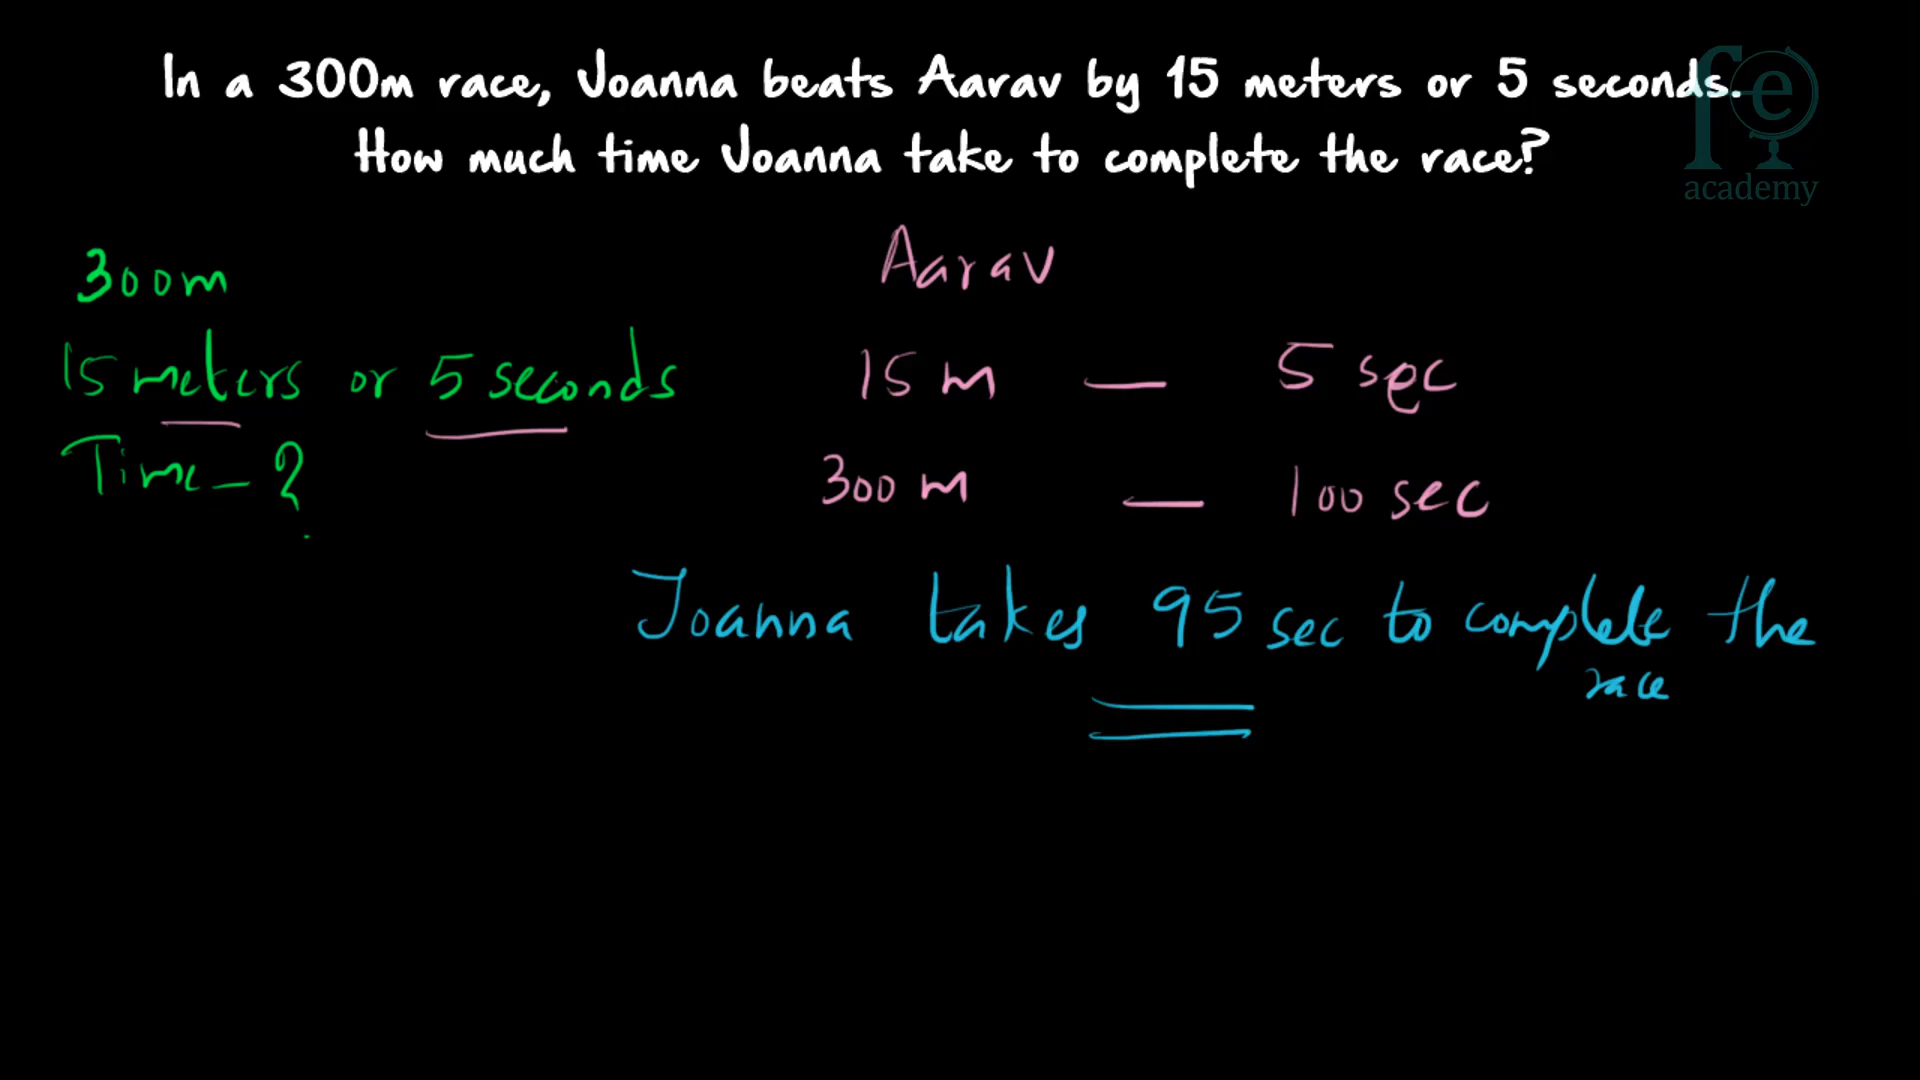 In a 300m race, Joanna beats Aarav by 15 meters or 5 seconds.
How much time Joanna take to complete the race?
fe
academy
300m
15 meters or 5 seconds
Time - ?
Aarav
15 m — 5 sec
300 m — 100 sec
Joanna takes 95 sec to complete the
race